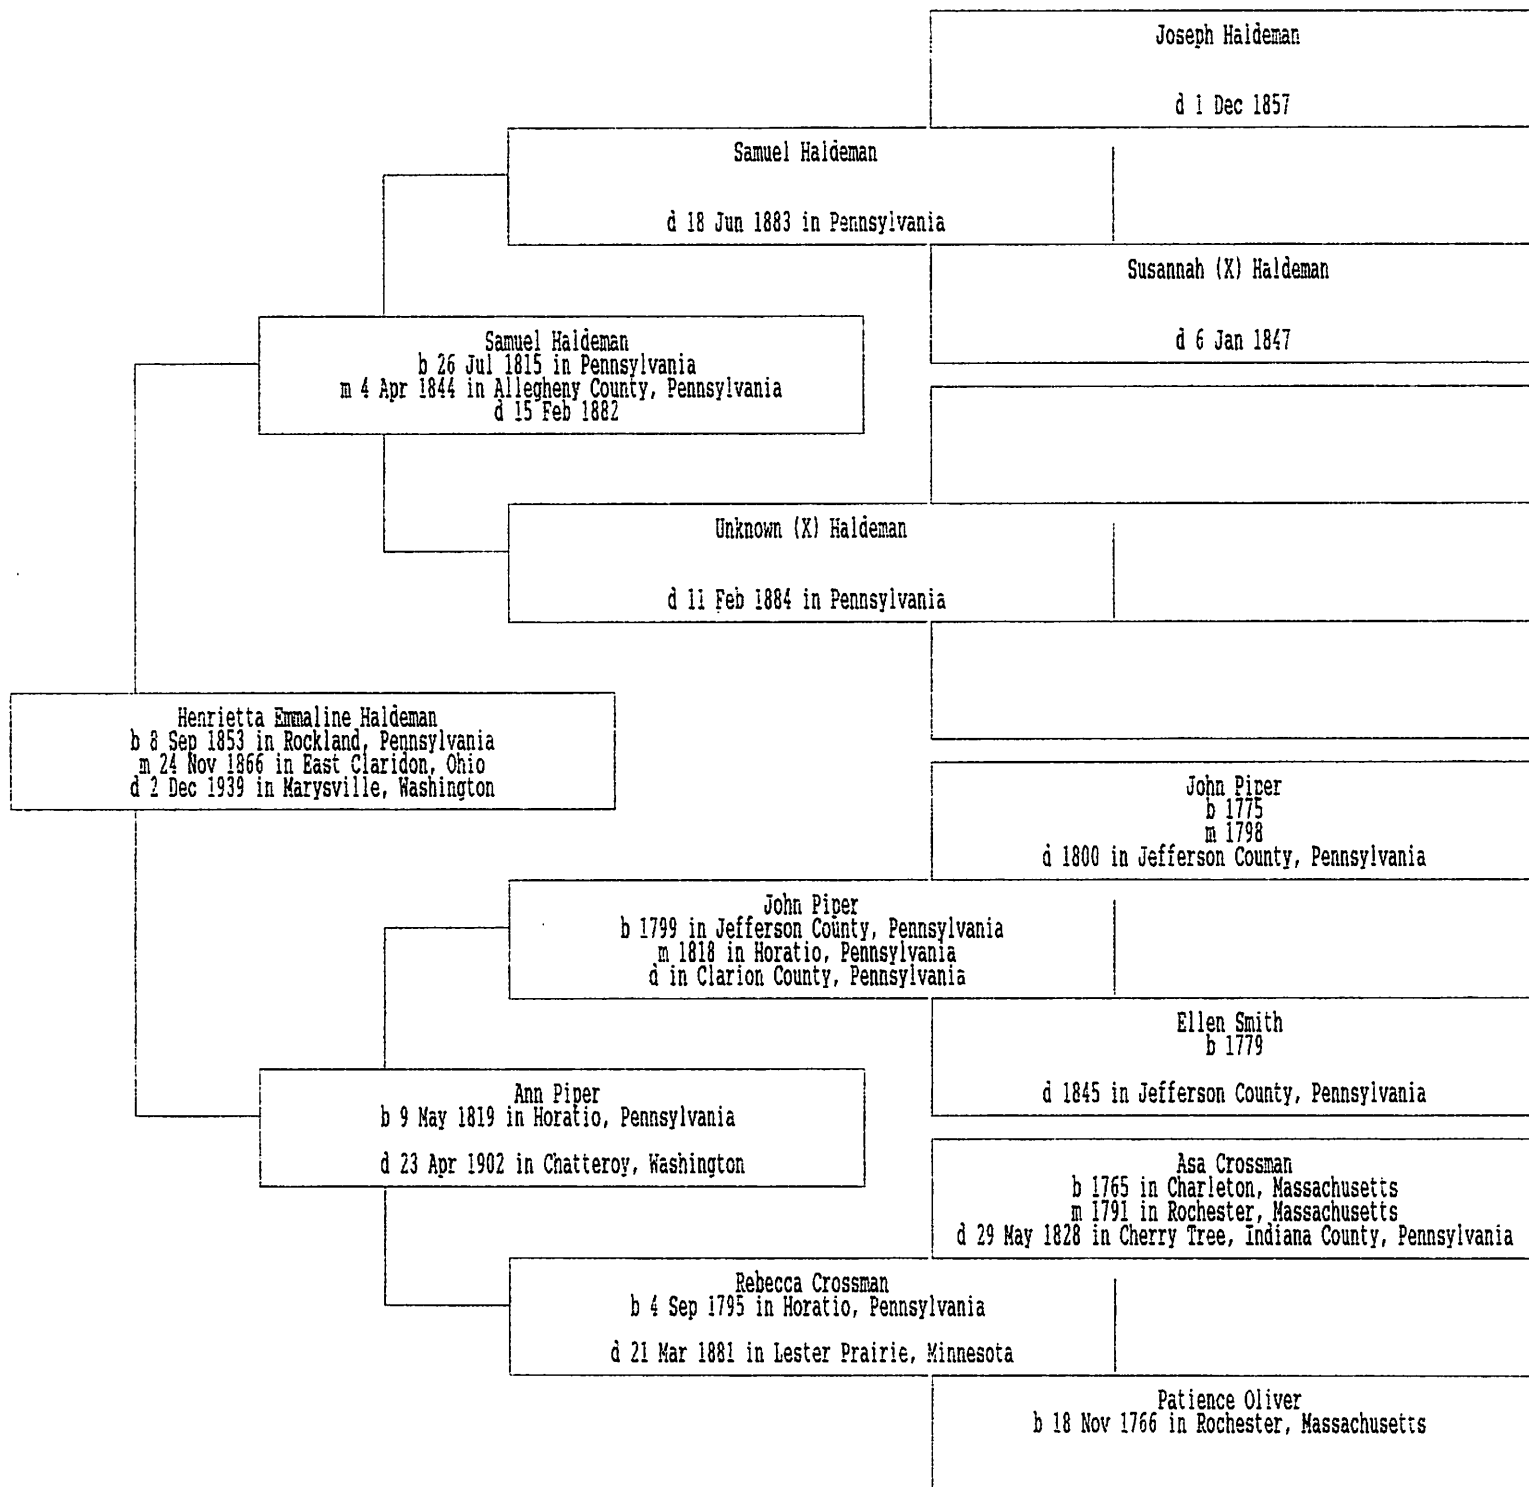 Joseph Haldeman
d 1 Dec 1857
Samuel Haldeman
d 18 Jun 1883 in Pennsylvania
Susannah (X) Haldeman
d 6 Jan 1847
Samuel Haldeman
b 26 Jul 1815 in Pennsylvania
m 4 Apr 1844 in Allegheny County, Pennsylvania
d 15 Feb 1882
Unknown (X) Haldeman
d 11 Feb 1884 in Pennsylvania
Henrietta Emmaline Haldeman
b 8 Sep 1853 in Rockland, Pennsylvania
m 24 Nov 1866 in East Claridon, Ohio
d 2 Dec 1939 in Marysville, Washington
John Piper
b 1775
m 1798
d 1800 in Jefferson County, Pennsylvania
John Piper
b 1799 in Jefferson County, Pennsylvania
m 1818 in Horatio, Pennsylvania
d in Clarion County, Pennsylvania
Ellen Smith
b 1779
d 1845 in Jefferson County, Pennsylvania
Ann Piper
b 9 May 1819 in Horatio, Pennsylvania
d 23 Apr 1902 in Chatteroy, Washington
Asa Crossman
b 1765 in Charleton, Massachusetts
m 1791 in Rochester, Massachusetts
d 29 May 1828 in Cherry Tree, Indiana County, Pennsylvania
Rebecca Crossman
b 4 Sep 1795 in Horatio, Pennsylvania
d 21 Mar 1881 in Lester Prairie, Minnesota
Patience Oliver
b 18 Nov 1766 in Rochester, Massachusetts